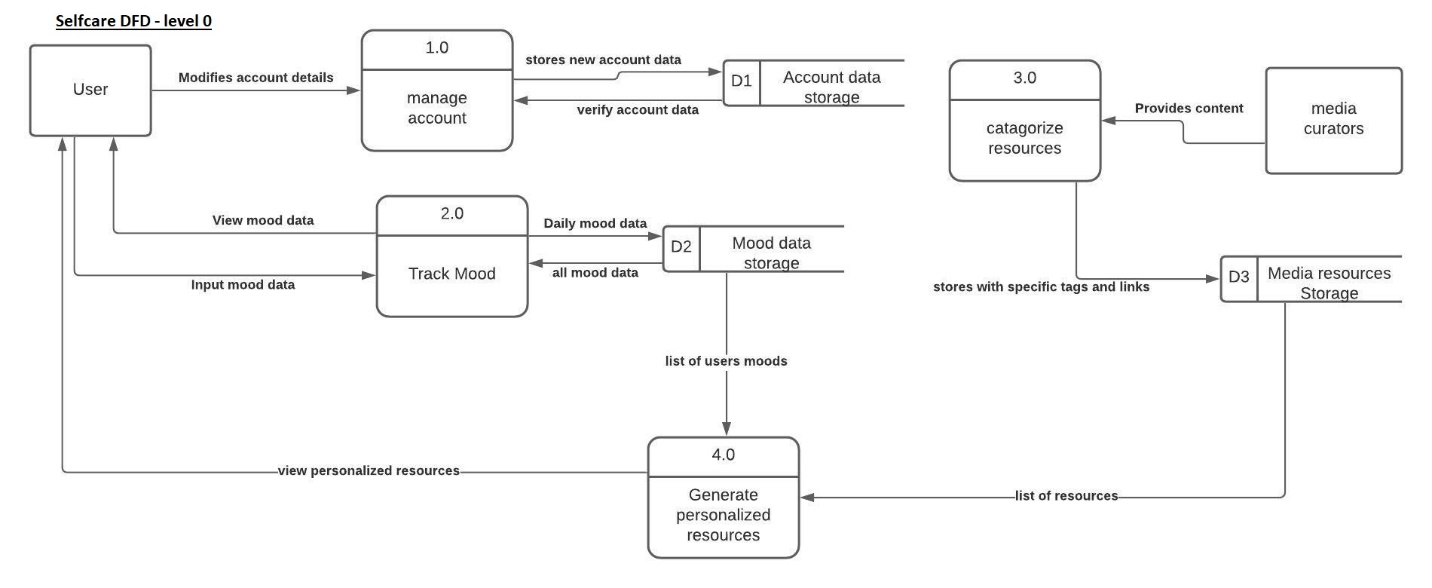 Selfcare DFD - level 0
User
Modifies account details
1.0
manage
account
stores new account data
verify account data
D1
Account data
storage
3.0
catagorize
resources
Provides content
media
curators
View mood data
Input mood data
2.0
Track Mood
Daily mood data
all mood data
D2
Mood data
storage
stores with specific tags and links
D3
Media resources
Storage
list of users moods
view personalized resources
4.0
Generate
personalized
resources
list of resources